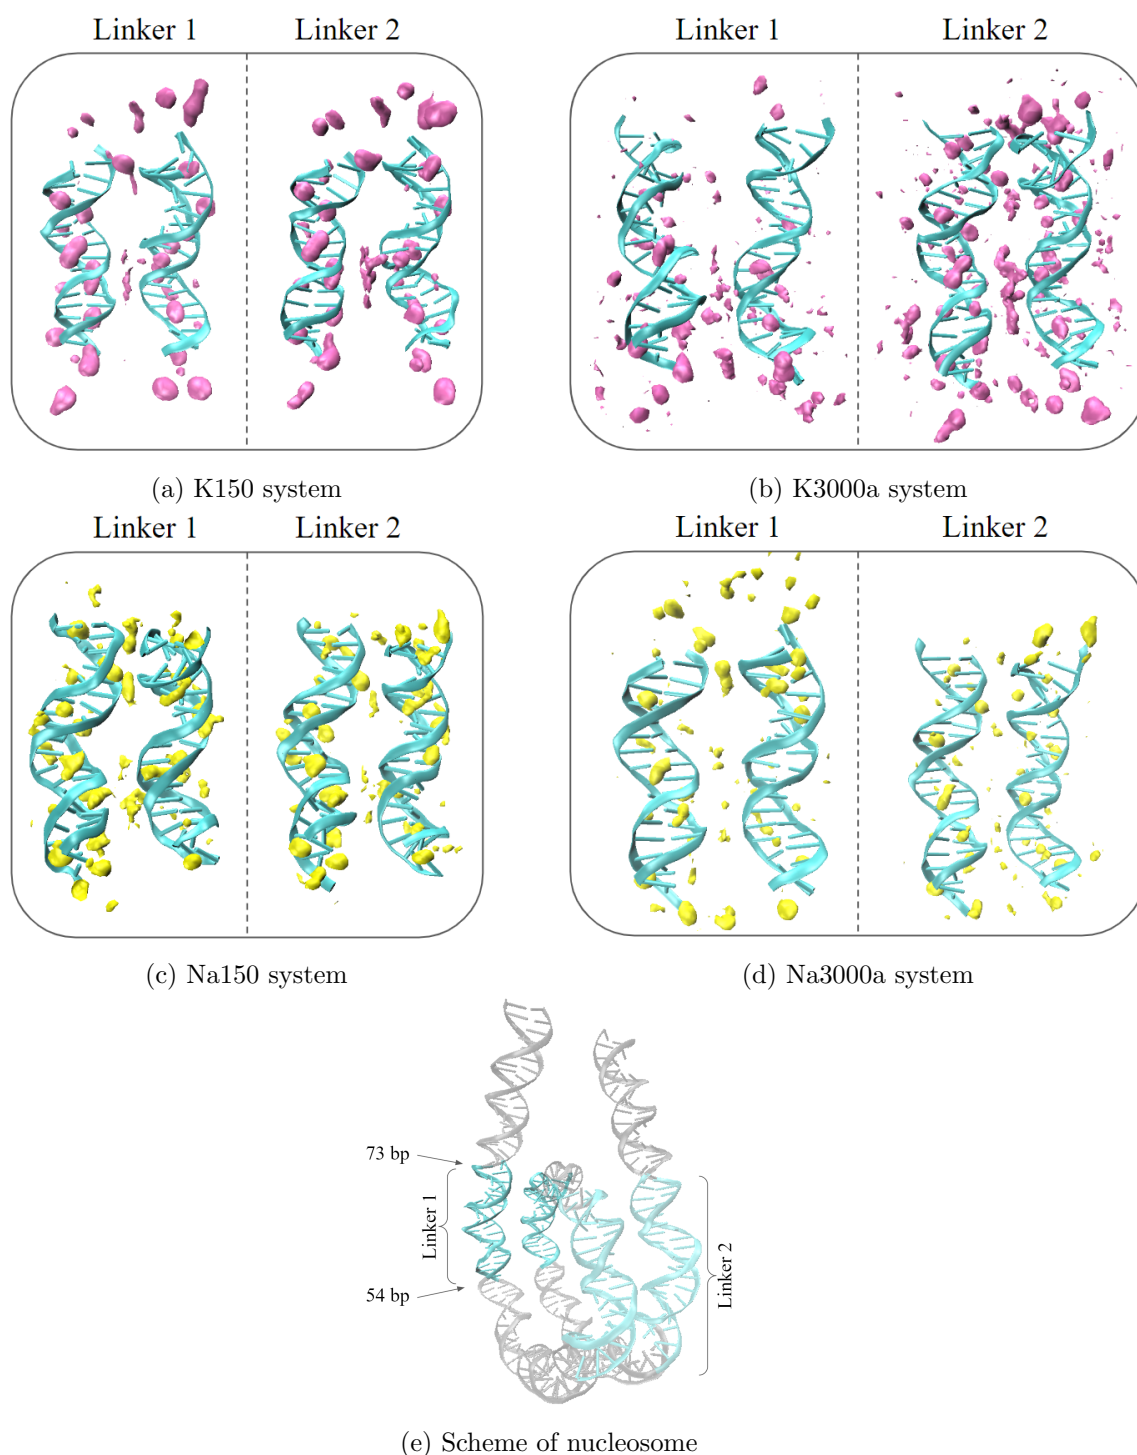 Linker 1 Linker 2 Linker 1 Linker 2
(a) K150 system (b) K3000a system
Linker 1 Linker 2 Linker 1 Linker 2
(c) Na150 system (d) Na3000a system
73 bp
Linker 1
54 bp
Linker 2
(e) Scheme of nucleosome